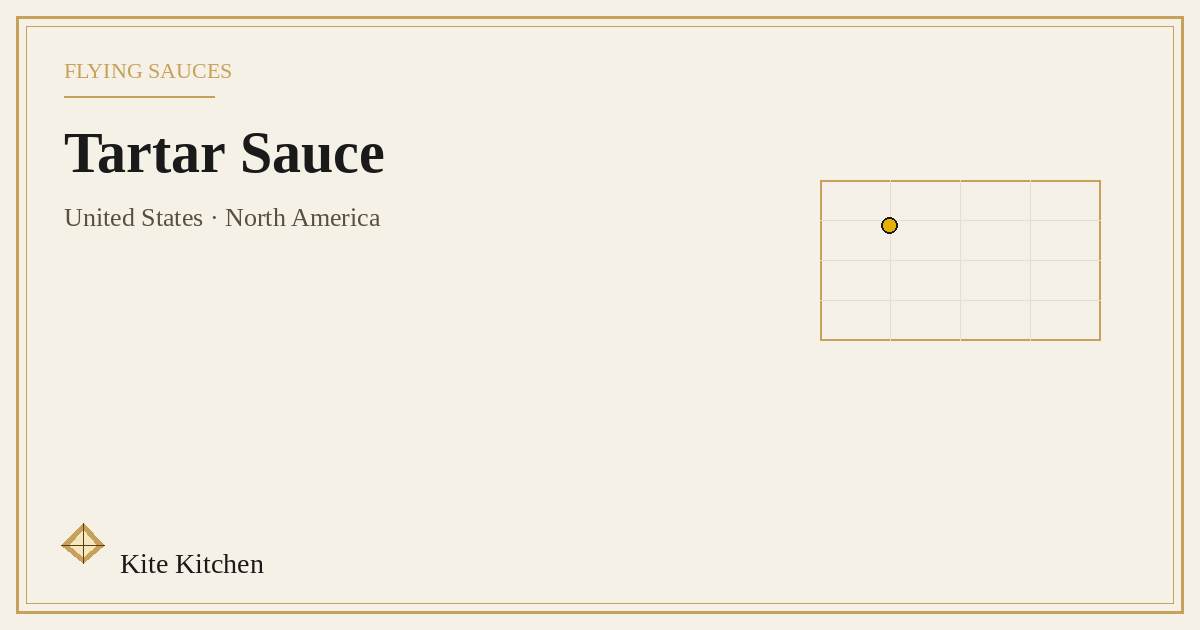 FLYING SAUCES
Tartar Sauce
United States · North America
Kite Kitchen